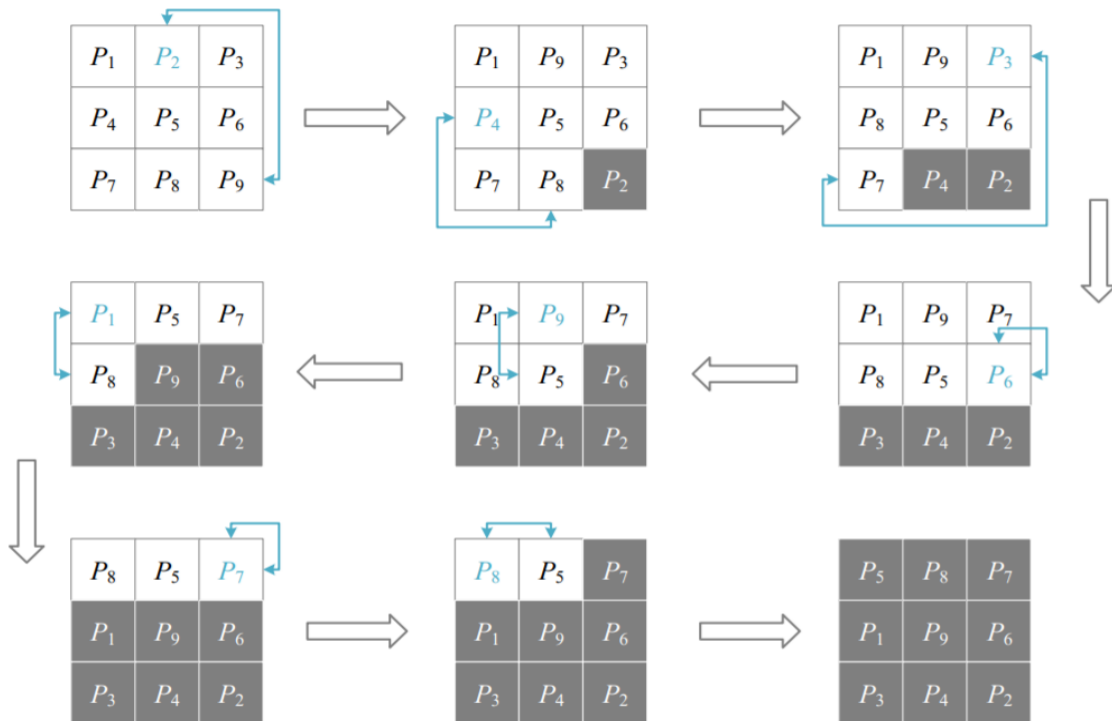 P₁ P₂ P₃ P₁ P₉ P₃ P₁ P₉ P₃
P₄ P₅ P₆ P₄ P₅ P₆ P₈ P₅ P₆
P₇ P₈ P₉ P₇ P₈ P₂ P₇ P₄ P₂
P₁ P₅ P₇ P₁ P₉ P₇ P₁ P₉ P₇
P₈ P₉ P₆ P₈ P₅ P₆ P₈ P₅ P₆
P₃ P₄ P₂ P₃ P₄ P₂ P₃ P₄ P₂
P₈ P₅ P₇ P₈ P₅ P₇ P₅ P₈ P₇
P₁ P₉ P₆ P₁ P₉ P₆ P₁ P₉ P₆
P₃ P₄ P₂ P₃ P₄ P₂ P₃ P₄ P₂